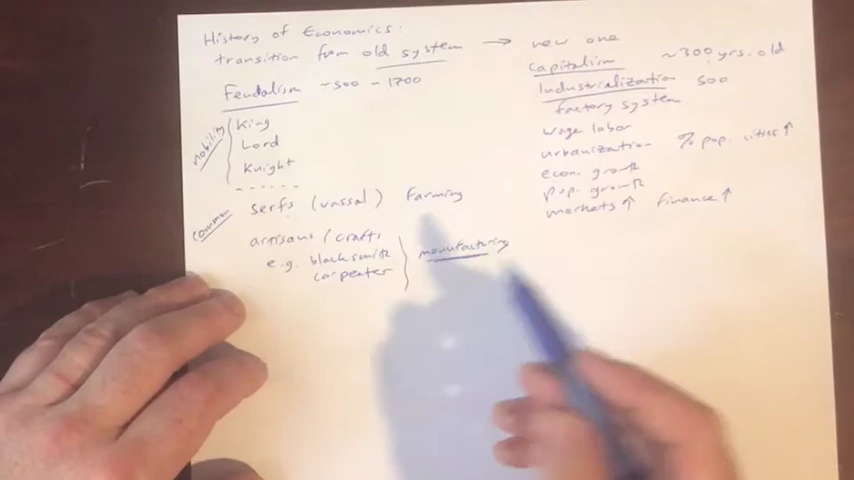 History of Economics:
transition from old system → new one
Feudalism ~500 - 1700
Nobility
King
Lord
Knight
common
serfs (vassal) Farming
artisans / crafts
e.g. blacksmith
carpenter
manufacturing
Capitalism ~300 yrs. old
Industrialization 500
factory system
wage labor
urbanization % pop. cities ↑
econ. growth
pop. growth
markets ↑ finance ↑